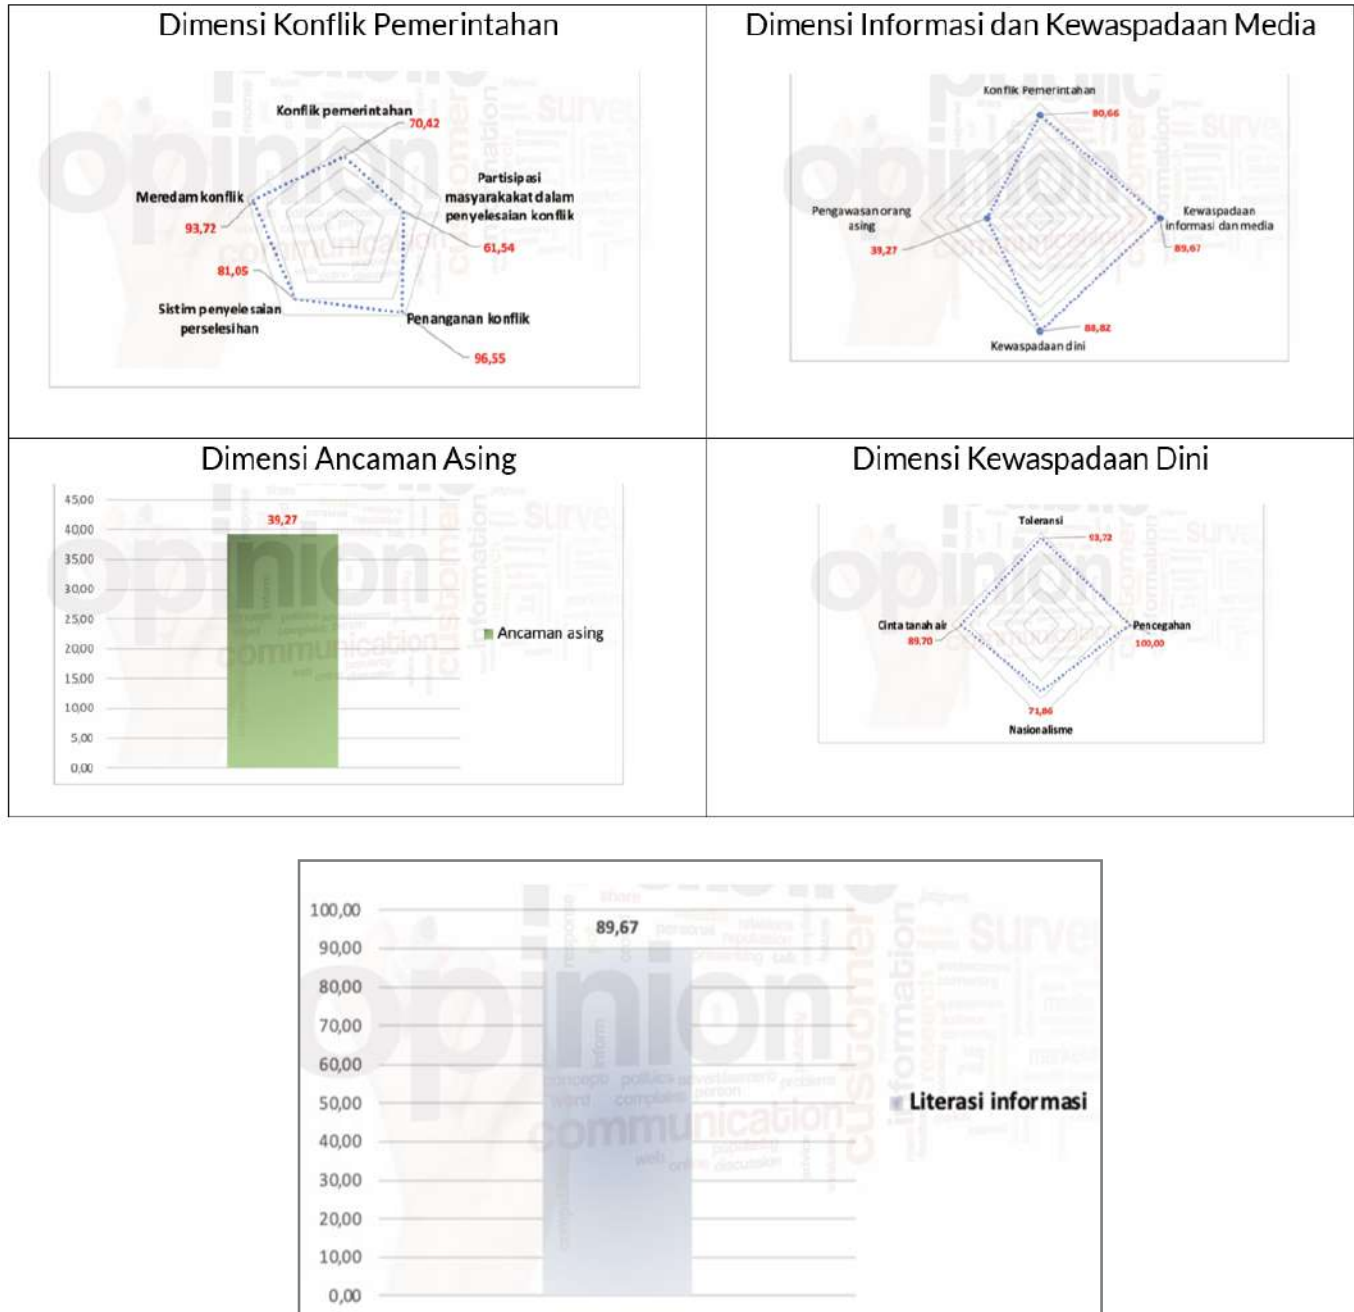 Dimensi Konflik Pemerintahan
Konflik pemerintahan
70,42
Partisipasi
masyarakakat dalam
penyelesaian konflik
61,54
Meredam konflik
93,72
81,05
Sistim penyelesaian
perselesihan
Penanganan konflik
96,55
Dimensi Informasi dan Kewaspadaan Media
Konflik Pemerintahan
80,66
Pengawasan orang
asing
39,27
Kewaspadaan
informasi dan media
89,67
88,82
Kewaspadaan dini
Dimensi Ancaman Asing
45,00
40,00
35,00
30,00
25,00
20,00
15,00
10,00
5,00
0,00
39,27
Ancaman asing
Dimensi Kewaspadaan Dini
Toleransi
93,72
Cinta tanah air
89,70
Pencegahan
100,00
71,86
Nasionalisme
100,00
90,00
80,00
70,00
60,00
50,00
40,00
30,00
20,00
10,00
0,00
89,67
Literasi informasi
opinion
communication
customer
information
survey